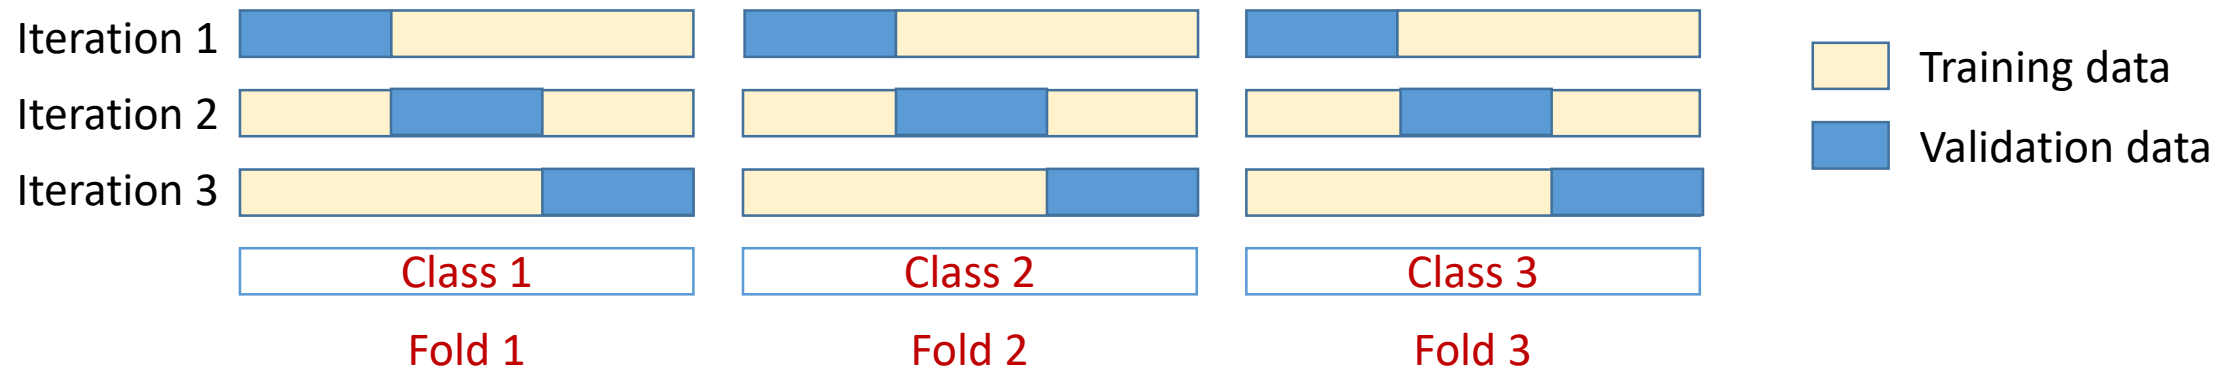 Iteration 1
Iteration 2
Iteration 3
Training data
Validation data
Class 1
Class 2
Class 3
Fold 1
Fold 2
Fold 3